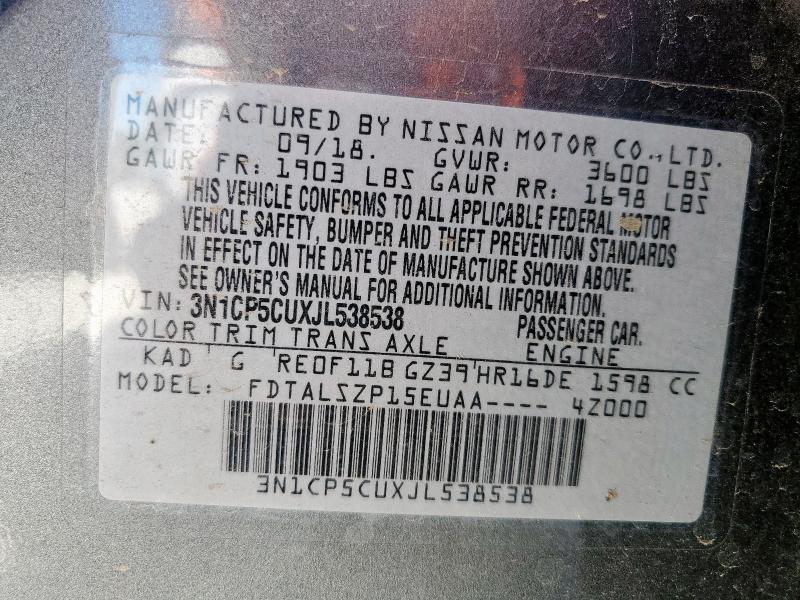 MANUFACTURED BY NISSAN MOTOR CO., LTD.
DATE: 09/18. GVWR: 3600 LBS
GAWR FR: 1903 LBS GAWR RR: 1698 LBS
THIS VEHICLE CONFORMS TO ALL APPLICABLE FEDERAL MOTOR
VEHICLE SAFETY, BUMPER AND THEFT PREVENTION STANDARDS
IN EFFECT ON THE DATE OF MANUFACTURE SHOWN ABOVE.
SEE OWNER'S MANUAL FOR ADDITIONAL INFORMATION.
VIN: 3N1CP5CUXJL538538 PASSENGER CAR.
COLOR TRIM TRANS AXLE ENGINE
KAD G RE0F11B GZ39 HR16DE 1598 CC
MODEL: FDTALSZP15EUAA---- 4Z000
3N1CP5CUXJL538538